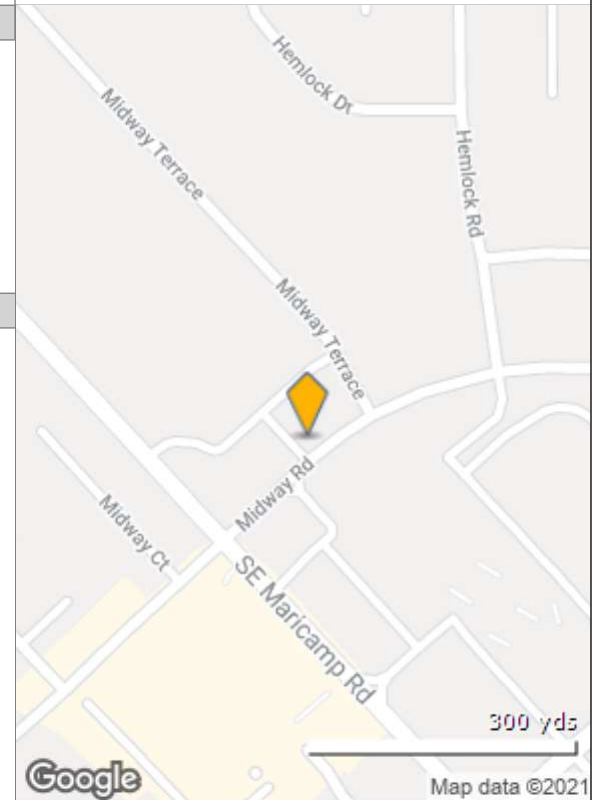 Hemlock Dr
Midway Terrace
Hemlock Rd
Midway Terrace
Midway Rd
Midway Ct
SE Maricamp Rd
300 yds
Google
Map data ©2021